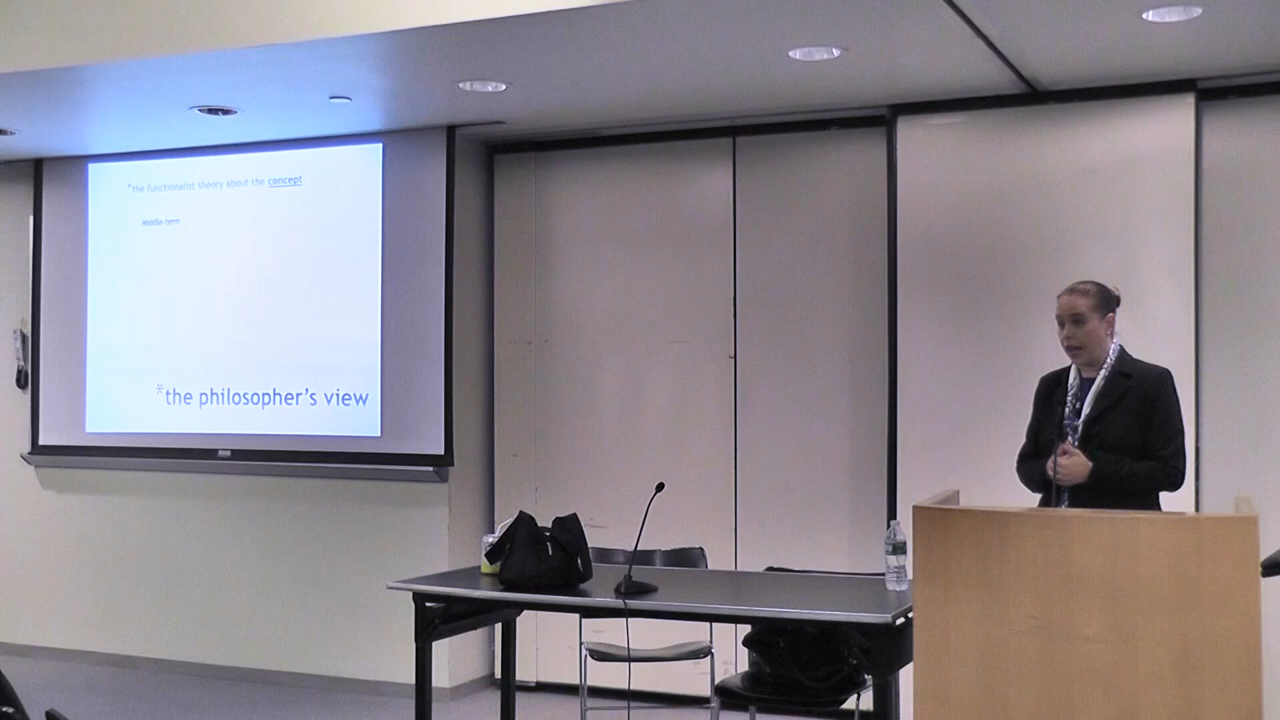 *the functionalist theory about the concept
Middle-term
*the philosopher's view